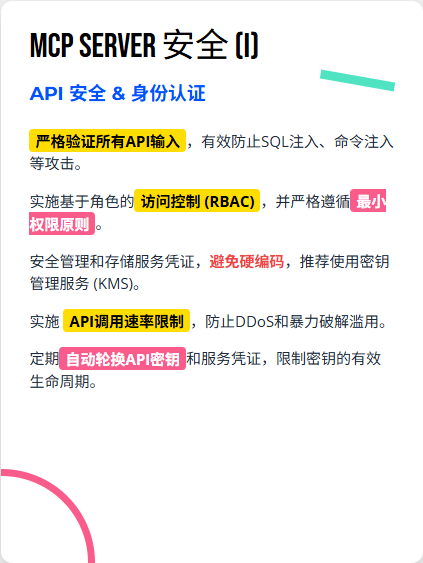 MCP SERVER 安全 (I)
API 安全 & 身份认证
严格验证所有API输入，有效防止SQL注入、命令注入
等攻击。
实施基于角色的访问控制 (RBAC)，并严格遵循最小
权限原则。
安全管理和存储服务凭证，避免硬编码，推荐使用密钥
管理服务 (KMS)。
实施 API调用速率限制，防止DDoS和暴力破解滥用。
定期自动轮换API密钥和服务凭证，限制密钥的有效
生命周期。